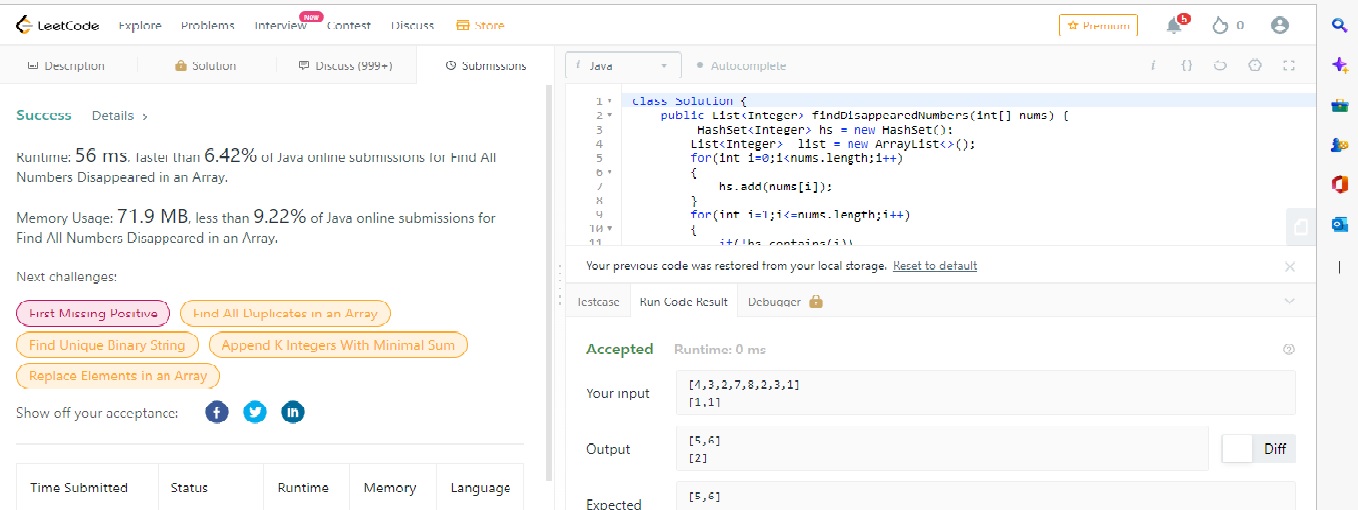 LeetCode Explore Problems Interview New Contest Discuss Store Premium 5 0
Description Solution Discuss (999+) Submissions
Success Details >
Runtime: 56 ms, faster than 6.42% of Java online submissions for Find All
Numbers Disappeared in an Array.
Memory Usage: 71.9 MB, less than 9.22% of Java online submissions for
Find All Numbers Disappeared in an Array.
Next challenges:
First Missing Positive Find All Duplicates in an Array
Find Unique Binary String Append K Integers With Minimal Sum
Replace Elements in an Array
Show off your acceptance:
Time Submitted Status Runtime Memory Language
i Java Autocomplete i {}
1 class Solution {
2 public List<Integer> findDisappearedNumbers(int[] nums) {
3 HashSet<Integer> hs = new HashSet();
4 List<Integer> list = new ArrayList<>();
5 for(int i=0;i<nums.length;i++)
6 {
7 hs.add(nums[i]);
8 }
9 for(int i=1;i<=nums.length;i++)
10 {
11 if(!hs.contains(i))
Your previous code was restored from your local storage. Reset to default
Testcase Run Code Result Debugger
Accepted Runtime: 0 ms
Your input
[4,3,2,7,8,2,3,1]
[1,1]
Output
[5,6]
[2]
Diff
Expected
[5,6]